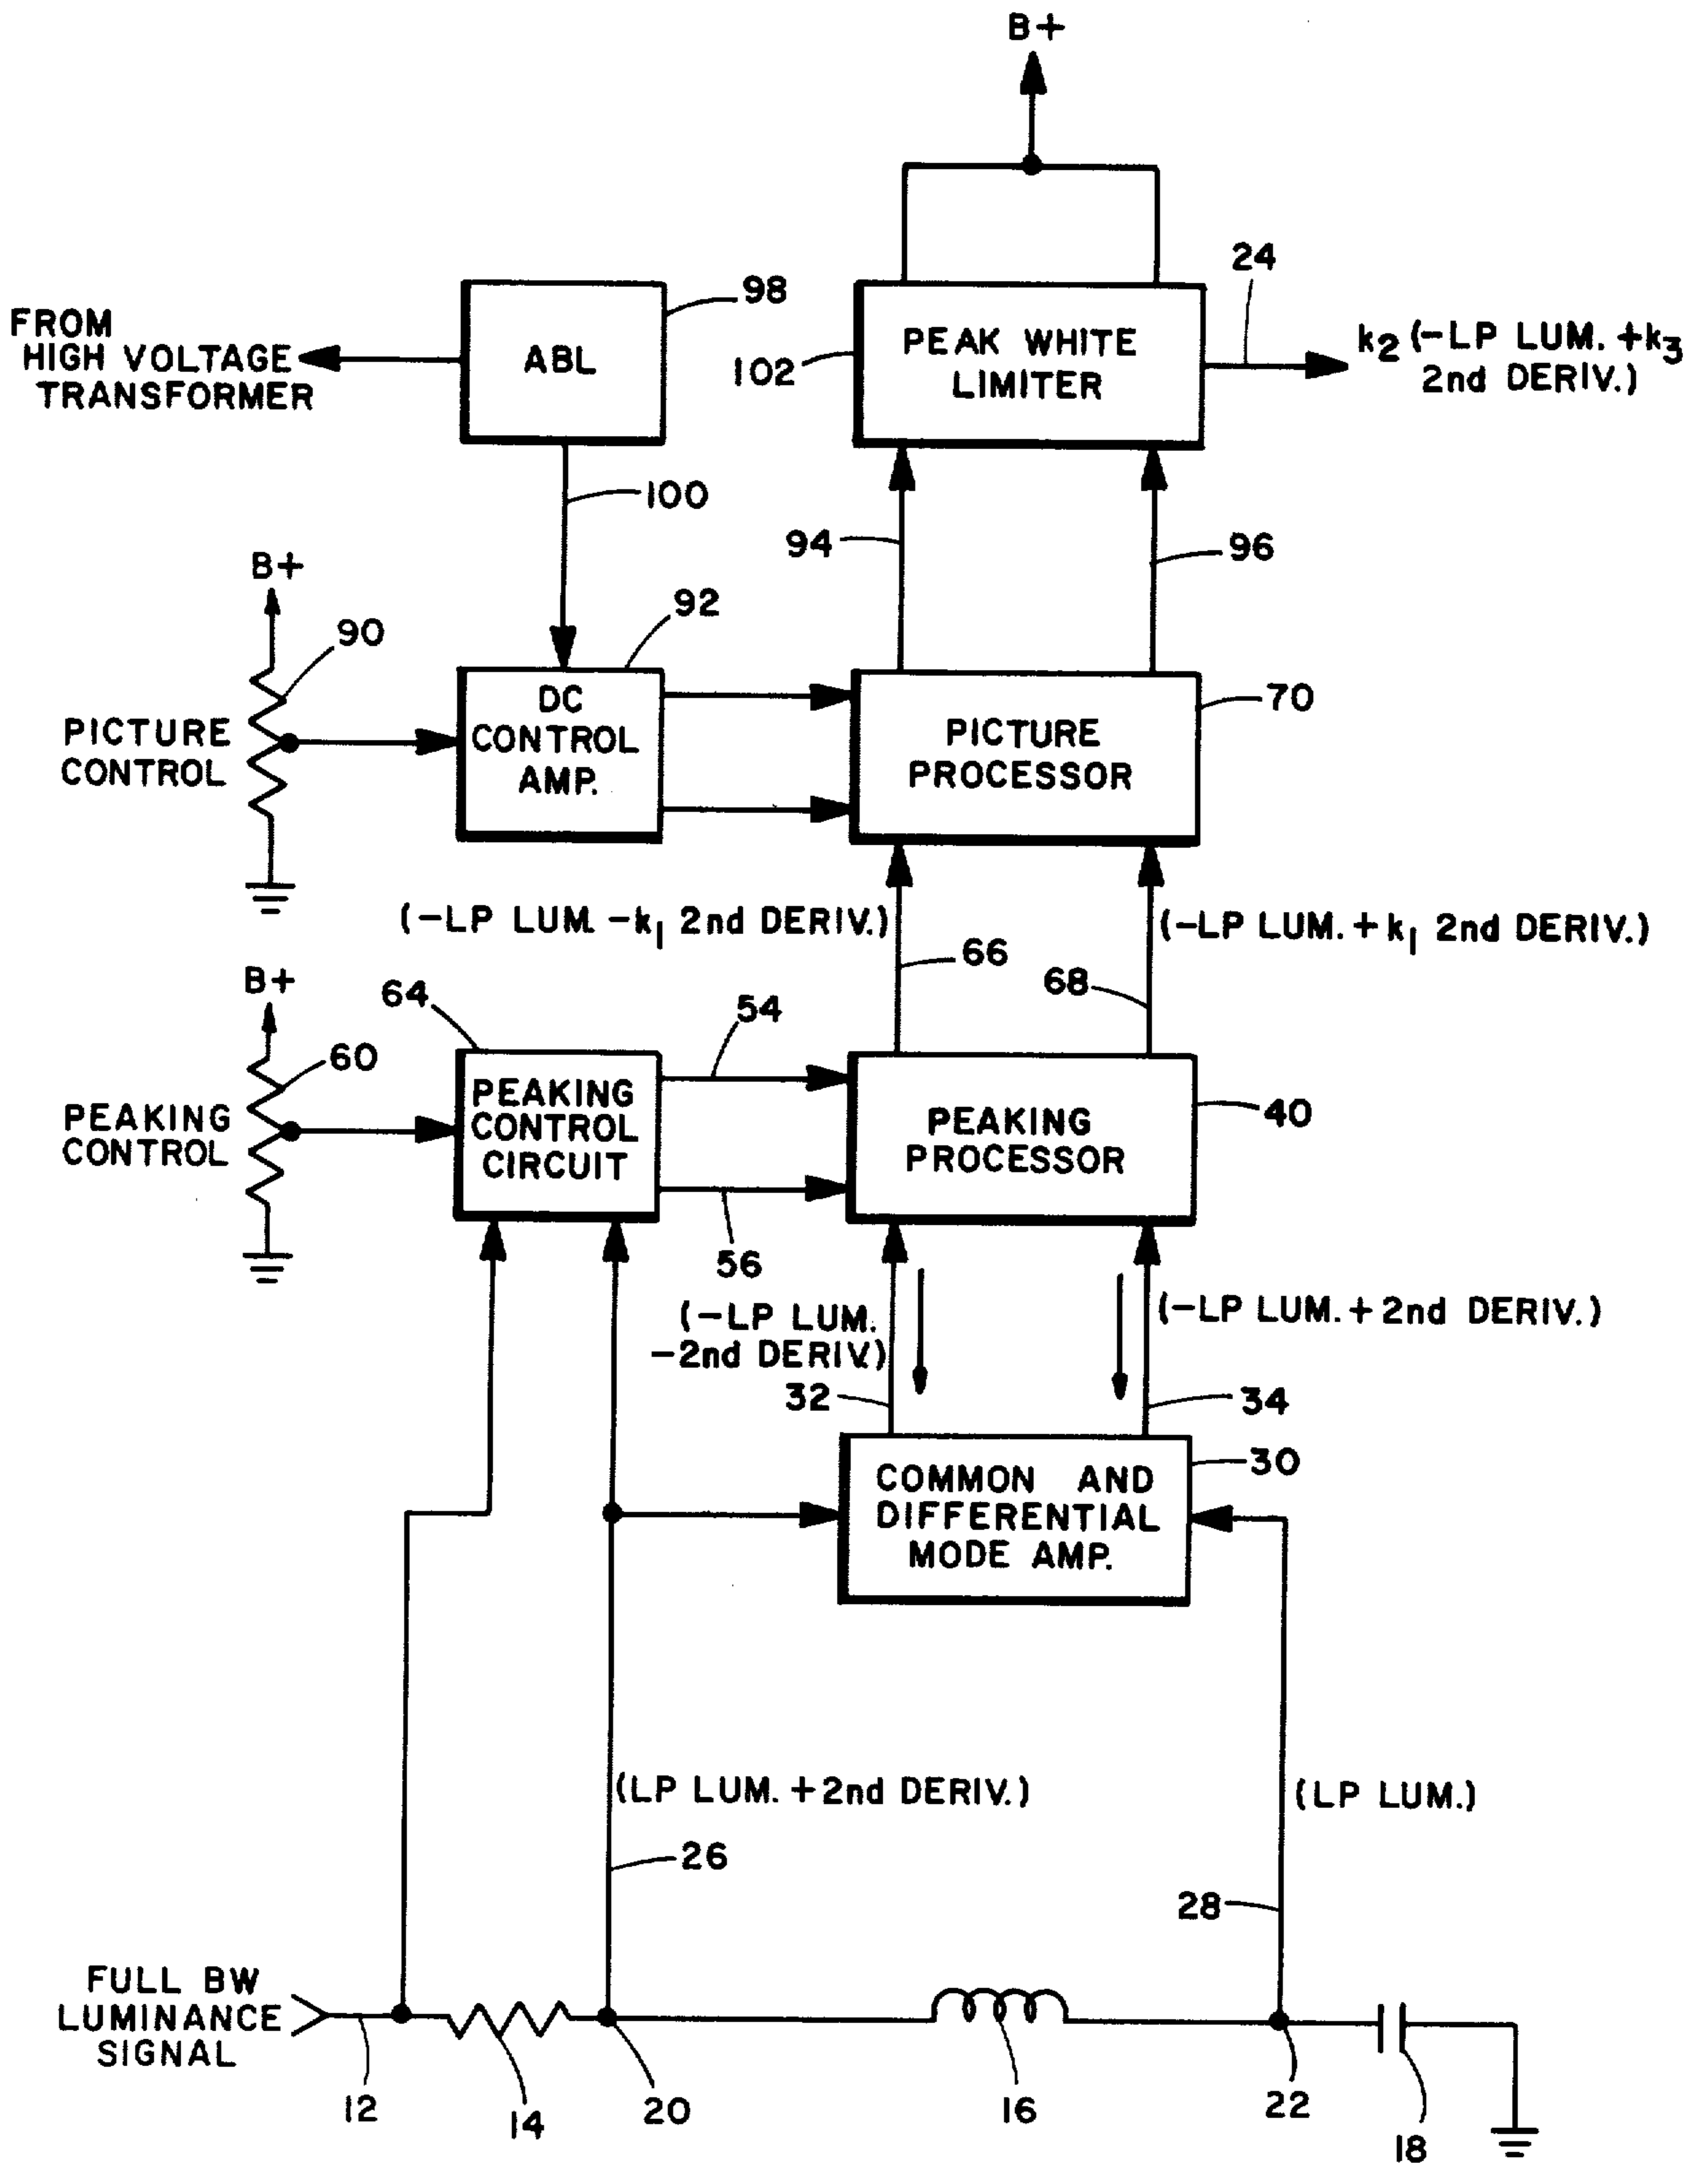 B+
24
FROM
HIGH VOLTAGE
TRANSFORMER
ABL
98
102
PEAK WHITE
LIMITER
k2 (-LP LUM. +k3
2nd DERIV.)
100
94
96
B+
90
92
PICTURE
CONTROL
DC
CONTROL
AMP.
PICTURE
PROCESSOR
70
(-LP LUM. -k1 2nd DERIV.)
(-LP LUM. + k1 2nd DERIV.)
66
68
B+
60
64
54
PEAKING
CONTROL
PEAKING
CONTROL
CIRCUIT
PEAKING
PROCESSOR
40
56
(-LP LUM.
-2nd DERIV.)
(-LP LUM. + 2nd DERIV.)
32
34
COMMON AND
DIFFERENTIAL
MODE AMP.
30
(LP LUM. + 2nd DERIV.)
(LP LUM.)
26
28
FULL BW
LUMINANCE
SIGNAL
12
14
20
16
22
18